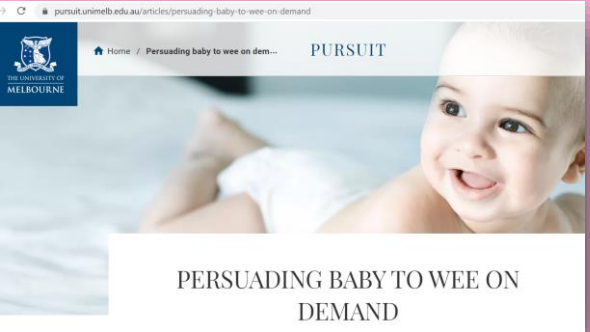 pursuit.unimelb.edu.au/articles/persuading-baby-to-wee-on-demand
Home / Persuading baby to wee on dem...
PURSUIT
THE UNIVERSITY OF
MELBOURNE
PERSUADING BABY TO WEE ON
DEMAND